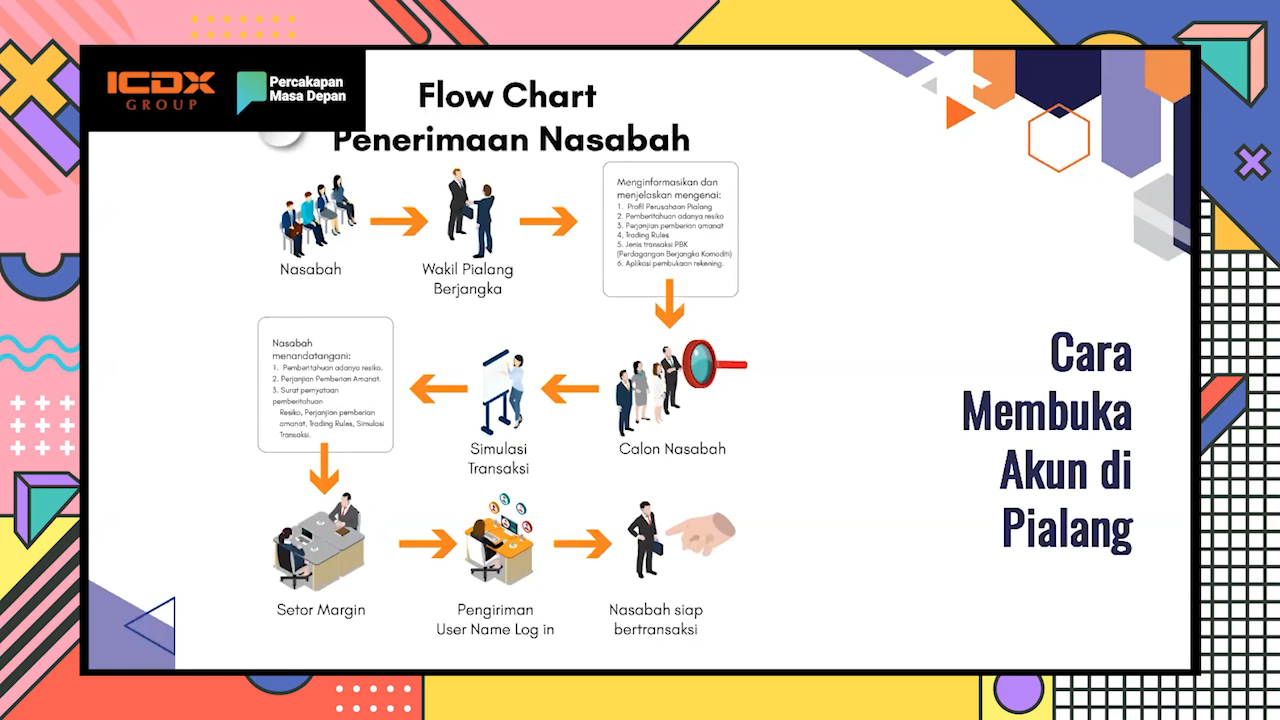 ICDX
GROUP
Percakapan
Masa Depan
Flow Chart
Penerimaan Nasabah
Nasabah
Wakil Pialang
Berjangka
Menginformasikan dan
menjelaskan mengenai:
1. Profil Perusahaan Pialang
2. Pemberitahuan adanya resiko
3. Perjanjian pemberian amanat
4, Trading Rules
5. Jenis transaksi PBK
(Perdagangan Berjangka Komoditi)
6. Aplikasi pembukaan rekening.
Calon Nasabah
Simulasi
Transaksi
Nasabah
menandatangani:
1. Pemberitahuan adanya resiko.
2. Perjanjian Pemberian Amanat.
3. Surat pernyataan
pemberitahuan
Resiko, Perjanjian pemberian
amanat, Trading Rules, Simulasi
Transaksi.
Setor Margin
Pengiriman
User Name Log in
Nasabah siap
bertransaksi
Cara
Membuka
Akun di
Pialang